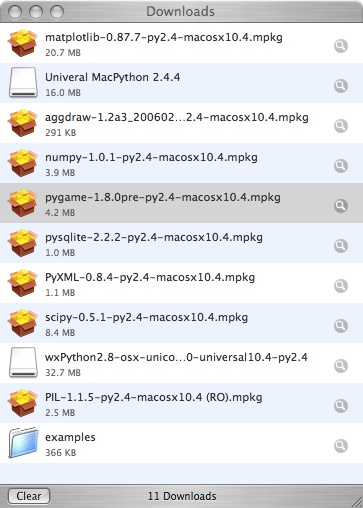 Downloads
matplotlib-0.87.7-py2.4-macosx10.4.mpkg
20.7 MB
Univeral MacPython 2.4.4
16.0 MB
aggdraw-1.2a3_200602...2.4-macosx10.4.mpkg
291 KB
numpy-1.0.1-py2.4-macosx10.4.mpkg
3.9 MB
pygame-1.8.0pre-py2.4-macosx10.4.mpkg
4.2 MB
pysqlite-2.2.2-py2.4-macosx10.4.mpkg
1.0 MB
PyXML-0.8.4-py2.4-macosx10.4.mpkg
1.1 MB
scipy-0.5.1-py2.4-macosx10.4.mpkg
8.4 MB
wxPython2.8-osx-unico...0-universal10.4-py2.4
32.7 MB
PIL-1.1.5-py2.4-macosx10.4 (RO).mpkg
2.5 MB
examples
366 KB
Clear
11 Downloads